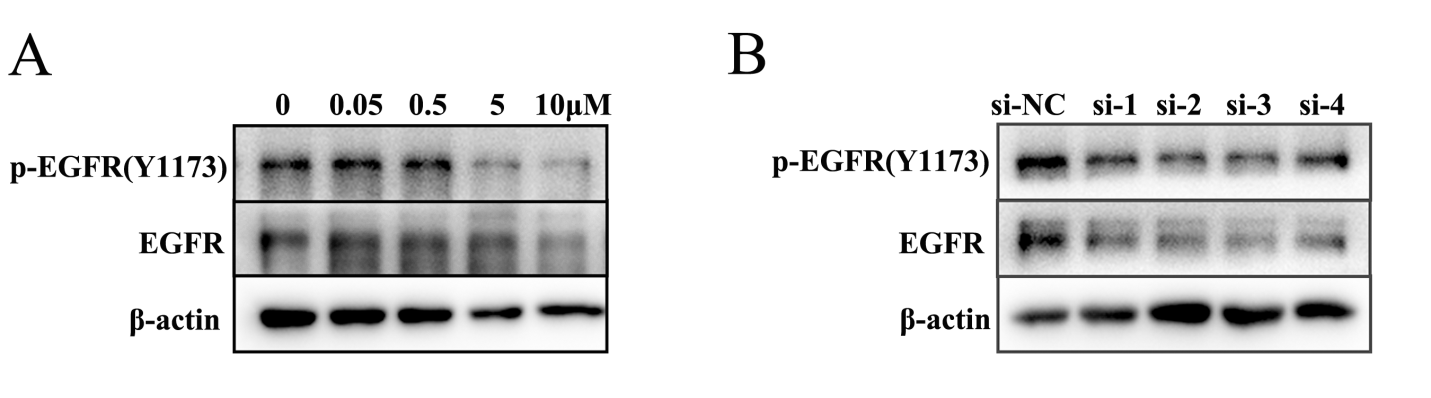 A
0 0.05 0.5 5 10μM
p-EGFR(Y1173)
EGFR
β-actin
B
si-NC si-1 si-2 si-3 si-4
p-EGFR(Y1173)
EGFR
β-actin